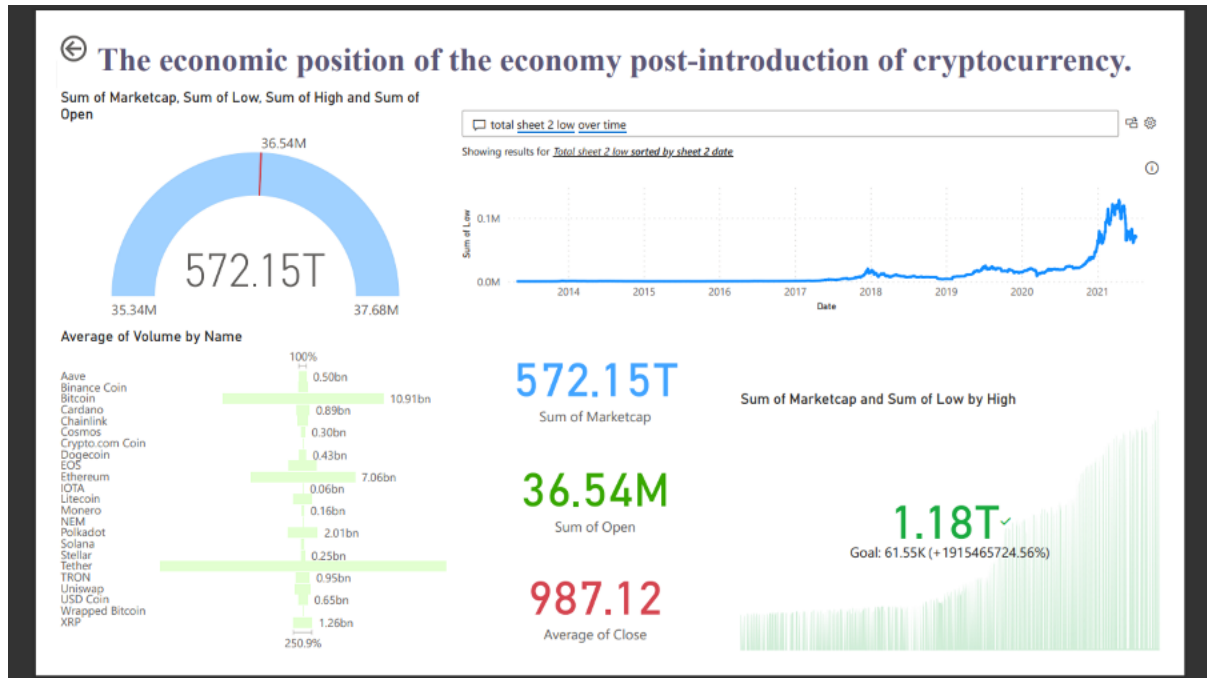 The economic position of the economy post-introduction of cryptocurrency.
Sum of Marketcap, Sum of Low, Sum of High and Sum of
Open
36.54M
572.15T
35.34M
37.68M
total sheet 2 low over time
Showing results for Total sheet 2 low sorted by sheet 2 date
Sum of Low
0.1M
0.0M
2014 2015 2016 2017 2018 2019 2020 2021
Date
Average of Volume by Name
100%
Aave 0.50bn
Binance Coin
Bitcoin 10.91bn
Cardano 0.89bn
Chainlink
Cosmos 0.30bn
Crypto.com Coin
Dogecoin 0.43bn
EOS
Ethereum 7.06bn
IOTA 0.06bn
Litecoin
Monero 0.16bn
NEM
Polkadot 2.01bn
Solana
Stellar 0.25bn
Tether
TRON 0.95bn
Uniswap
USD Coin 0.65bn
Wrapped Bitcoin
XRP 1.26bn
250.9%
572.15T
Sum of Marketcap
36.54M
Sum of Open
987.12
Average of Close
Sum of Marketcap and Sum of Low by High
1.18T
Goal: 61.55K (+1915465724.56%)